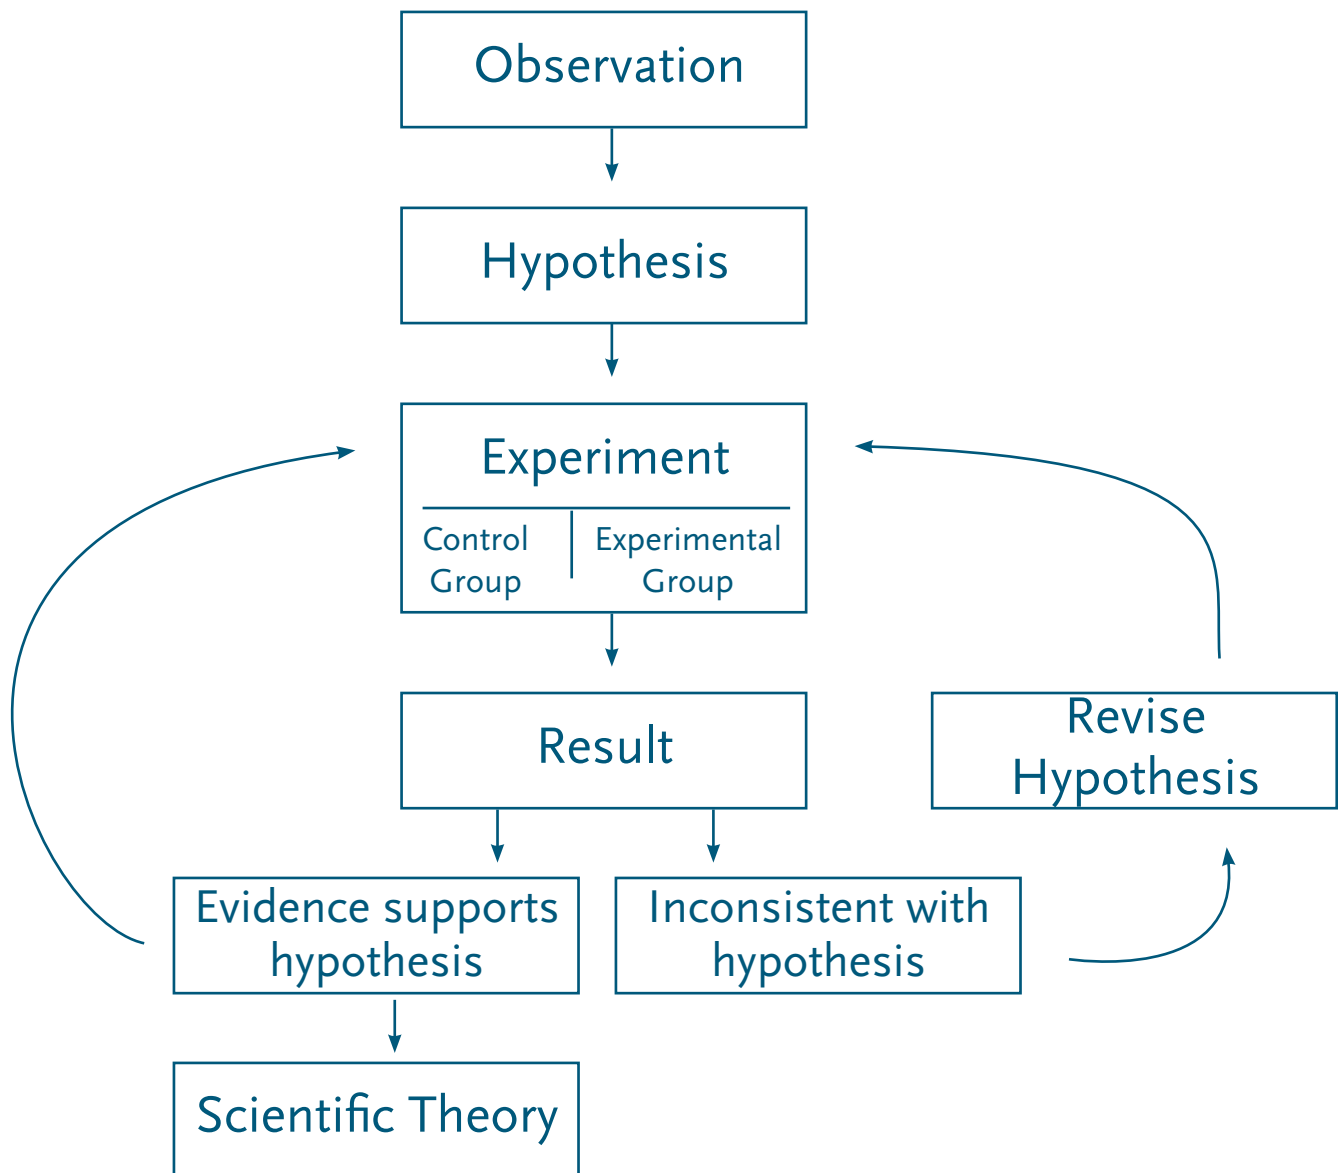 Observation
Hypothesis
Experiment
Control
Group
Experimental
Group
Result
Revise
Hypothesis
Evidence supports
hypothesis
Inconsistent with
hypothesis
Scientific Theory